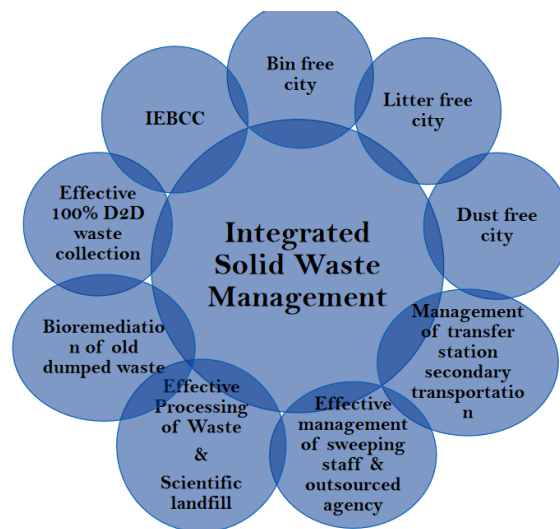 Bin free
city
Litter free
city
Dust free
city
Management
of transfer
station
secondary
transportatio
n
Effective
management
of sweeping
staff &
outsourced
agency
Effective
Processing
of Waste
&
Scientific
landfill
Bioremediatio
n of old
dumped waste
Effective
100% D2D
waste
collection
IEBCC
Integrated
Solid Waste
Management